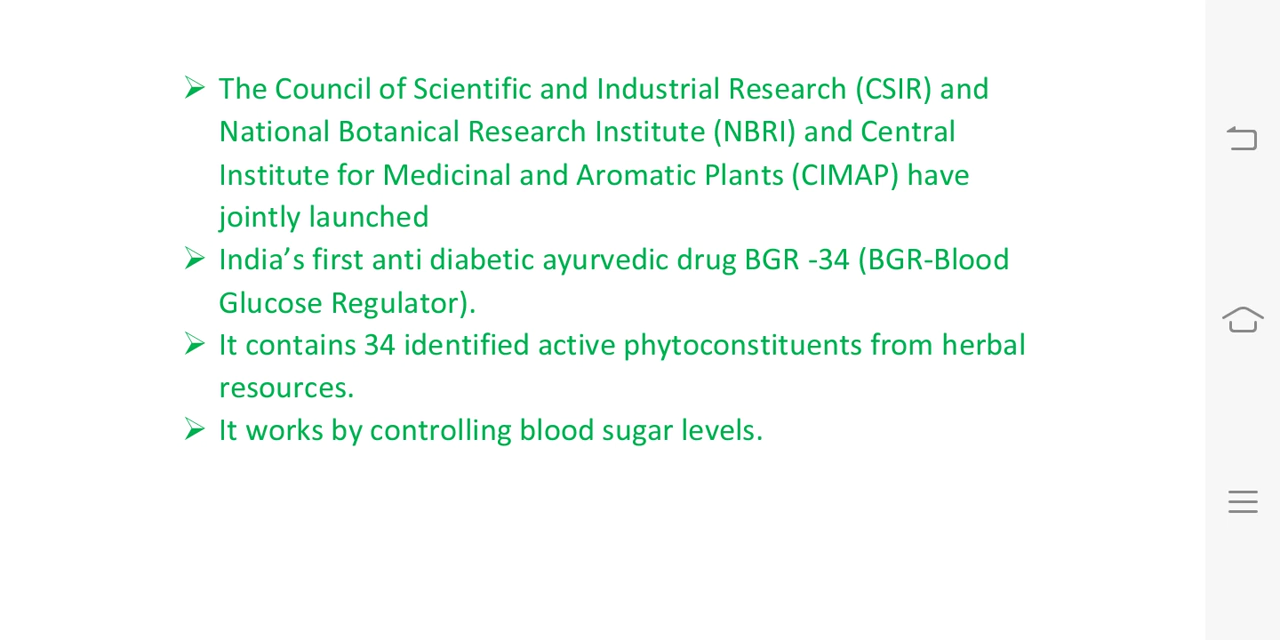 ➢ The Council of Scientific and Industrial Research (CSIR) and
National Botanical Research Institute (NBRI) and Central
Institute for Medicinal and Aromatic Plants (CIMAP) have
jointly launched
➢ India’s first anti diabetic ayurvedic drug BGR -34 (BGR-Blood
Glucose Regulator).
➢ It contains 34 identified active phytoconstituents from herbal
resources.
➢ It works by controlling blood sugar levels.